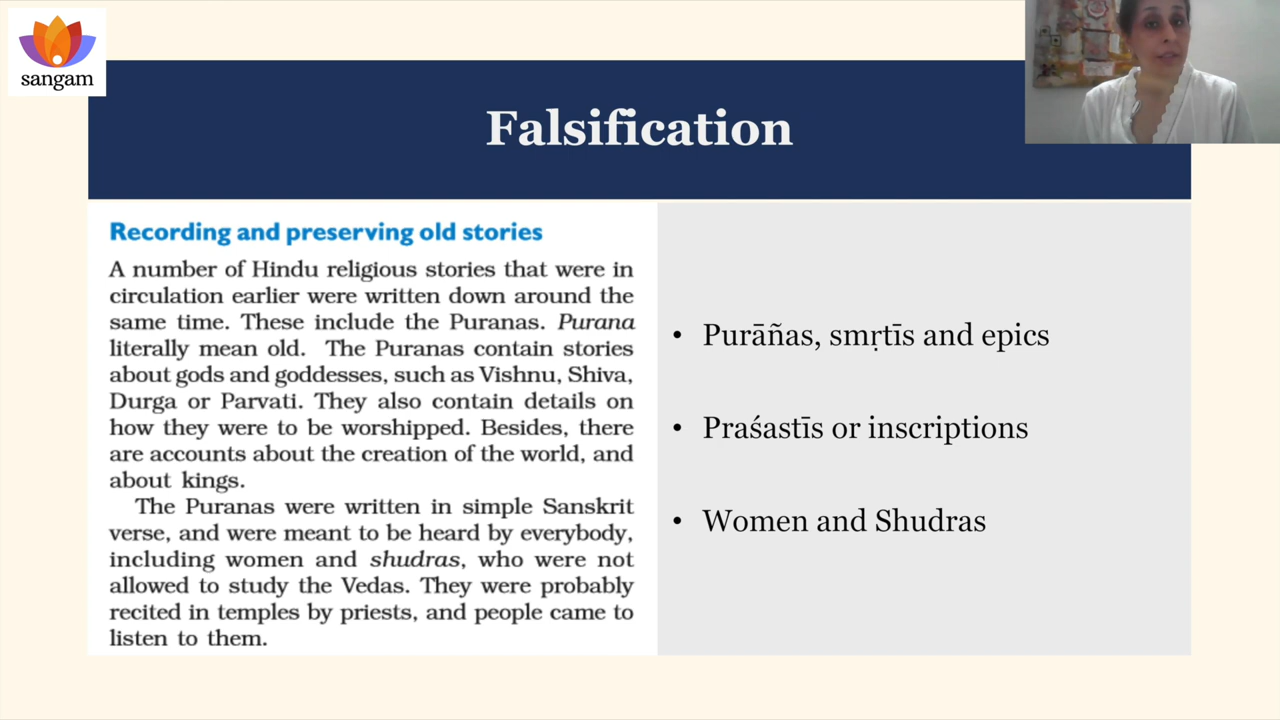 sangam
Falsification
Recording and preserving old stories
A number of Hindu religious stories that were in
circulation earlier were written down around the
same time. These include the Puranas. Purana
literally mean old. The Puranas contain stories
about gods and goddesses, such as Vishnu, Shiva,
Durga or Parvati. They also contain details on
how they were to be worshipped. Besides, there
are accounts about the creation of the world, and
about kings.
The Puranas were written in simple Sanskrit
verse, and were meant to be heard by everybody,
including women and shudras, who were not
allowed to study the Vedas. They were probably
recited in temples by priests, and people came to
listen to them.
• Purāñas, smṛtīs and epics
• Praśastīs or inscriptions
• Women and Shudras